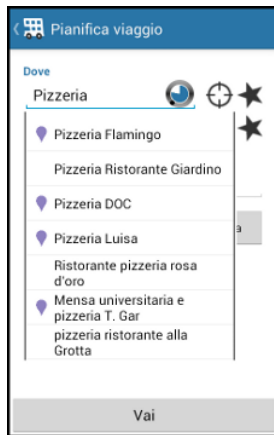 Pianifica viaggio
Dove
Pizzeria
Pizzeria Flamingo
Pizzeria Ristorante Giardino
Pizzeria DOC
Pizzeria Luisa
a
Ristorante pizzeria rosa
d'oro
Mensa universitaria e
pizzeria T. Gar
pizzeria ristorante alla
Grotta
Vai